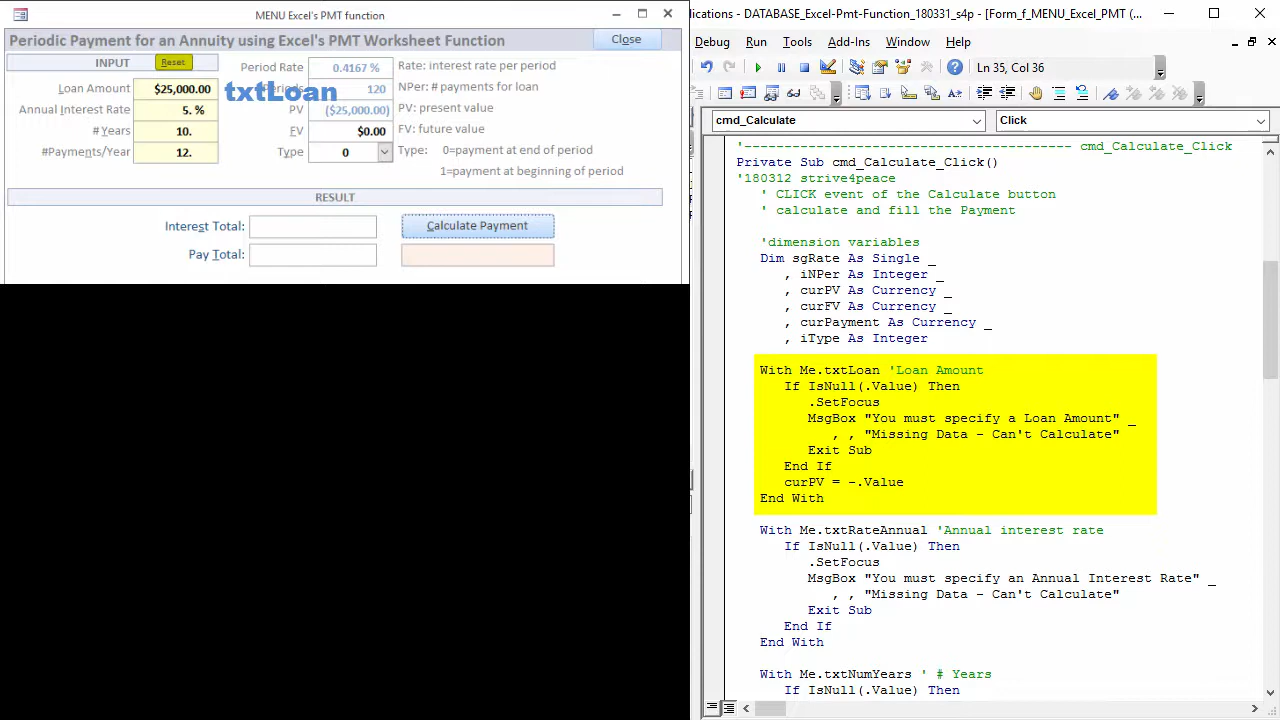 MENU Excel's PMT function
Periodic Payment for an Annuity using Excel's PMT Worksheet Function
Close
INPUT
Reset
Loan Amount $25,000.00
Annual Interest Rate 5. %
# Years 10.
#Payments/Year 12.
txtLoan
Period Rate 0.4167 %
120
PV ($25,000.00)
FV $0.00
Type 0
Rate: interest rate per period
NPer: # payments for loan
PV: present value
FV: future value
Type: 0=payment at end of period
1=payment at beginning of period
RESULT
Interest Total:
Calculate Payment
Pay Total:
ications - DATABASE_Excel-Pmt-Function_180331_s4p - [Form_f_MENU_Excel_PMT (...
Debug Run Tools Add-Ins Window Help
Ln 35, Col 36
cmd_Calculate
Click
'----------------------------------------- cmd_Calculate_Click
Private Sub cmd_Calculate_Click()
'180312 strive4peace
' CLICK event of the Calculate button
' calculate and fill the Payment
'dimension variables
Dim sgRate As Single _
, iNPer As Integer _
, curPV As Currency _
, curFV As Currency _
, curPayment As Currency _
, iType As Integer
With Me.txtLoan 'Loan Amount
If IsNull(.Value) Then
.SetFocus
MsgBox "You must specify a Loan Amount" _
, , "Missing Data - Can't Calculate"
Exit Sub
End If
curPV = -.Value
End With
With Me.txtRateAnnual 'Annual interest rate
If IsNull(.Value) Then
.SetFocus
MsgBox "You must specify an Annual Interest Rate" _
, , "Missing Data - Can't Calculate"
Exit Sub
End If
End With
With Me.txtNumYears ' # Years
If IsNull(.Value) Then